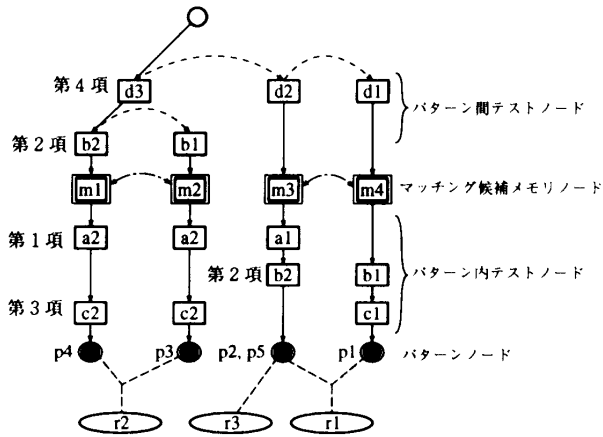 第4項 d3 d2 d1 パターン間テストノード
第2項 b2 b1
m1 m2 m3 m4 マッチング候補メモリノード
第1項 a2 a2 a1
第2項 b2 b1 パターン内テストノード
第3項 c2 c2 c1
p4 p3 p2, p5 p1 パターンノード
r2 r3 r1